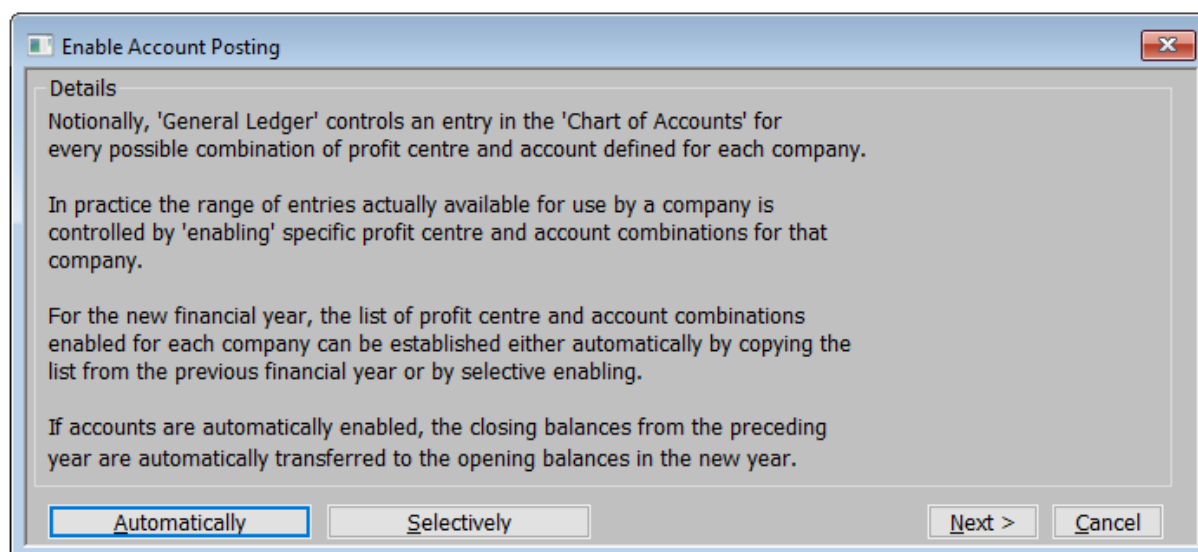 Enable Account Posting
Details
Notionally, 'General Ledger' controls an entry in the 'Chart of Accounts' for
every possible combination of profit centre and account defined for each company.
In practice the range of entries actually available for use by a company is
controlled by 'enabling' specific profit centre and account combinations for that
company.
For the new financial year, the list of profit centre and account combinations
enabled for each company can be established either automatically by copying the
list from the previous financial year or by selective enabling.
If accounts are automatically enabled, the closing balances from the preceding
year are automatically transferred to the opening balances in the new year.
Automatically Selectively Next > Cancel